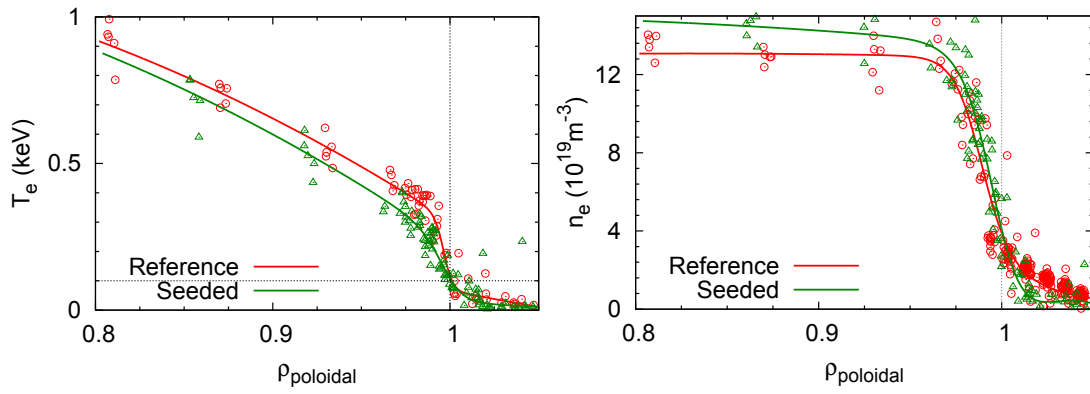 1
0.5
0
T_e (keV)
Reference
Seeded
0.8
0.9
1
ρ_poloidal
12
8
4
0
n_e (10^19 m^-3)
Reference
Seeded
0.8
0.9
1
ρ_poloidal